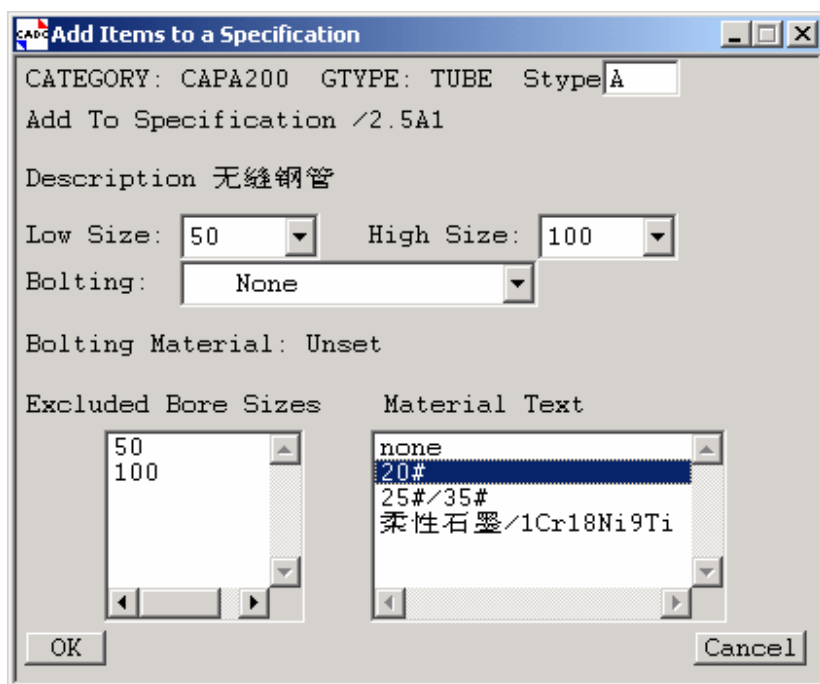 CADC Add Items to a Specification
CATEGORY: CAPA200 GTYPE: TUBE Stype A
Add To Specification /2.5A1
Description 无缝钢管
Low Size: 50 High Size: 100
Bolting: None
Bolting Material: Unset
Excluded Bore Sizes Material Text
50 none
100 20#
25#/35#
柔性石墨/1Cr18Ni9Ti
OK Cancel